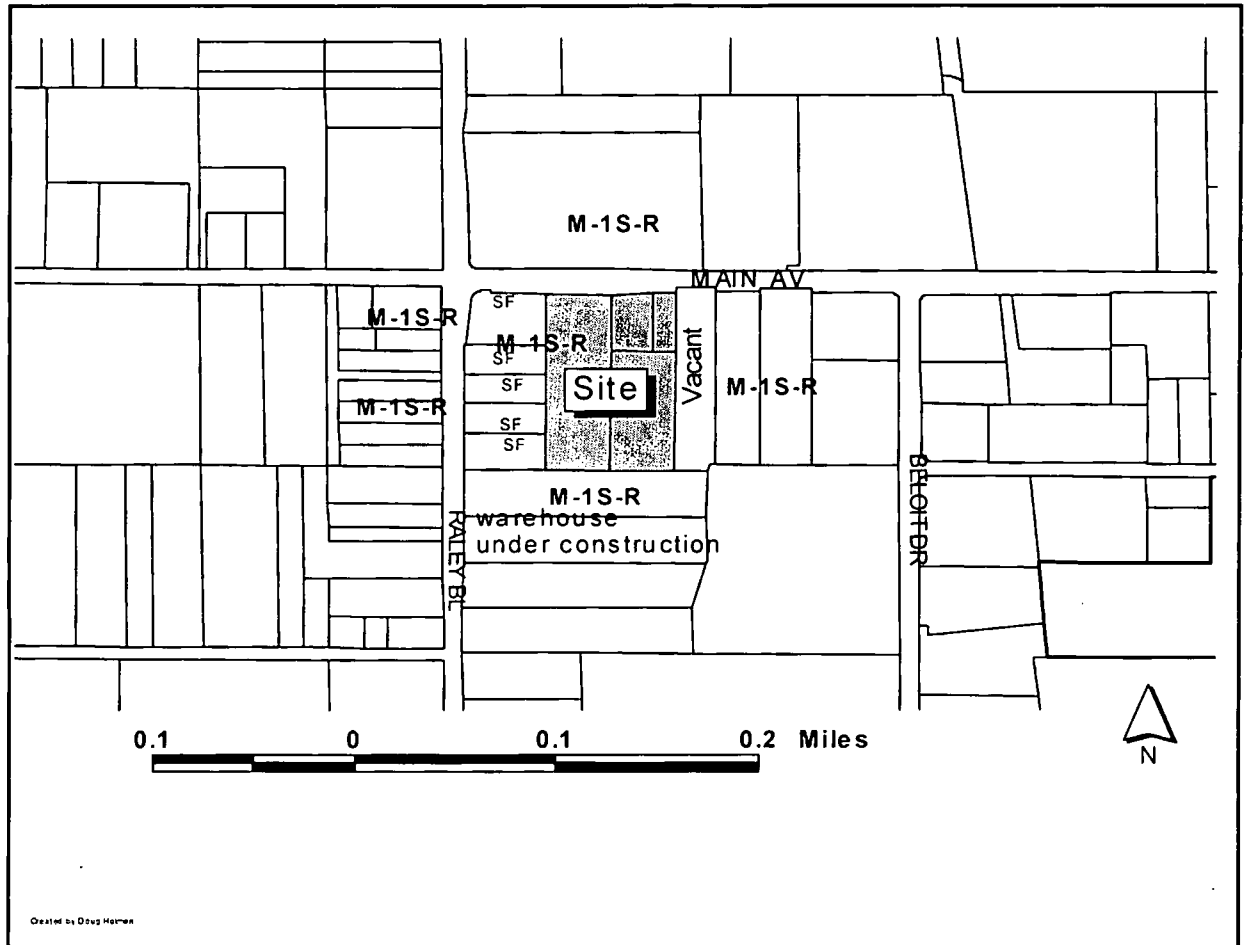 M-1S-R
MAIN AV
SF
M-1S-R
M-1S-R
SF
Vacant
Site
SF
M-1S-R
M-1S-R
SF
SF
BELOIT DR
M-1S-R
RALEY BL
warehouse
under construction
0.1 0 0.1 0.2 Miles
N
Created by Doug Holmen